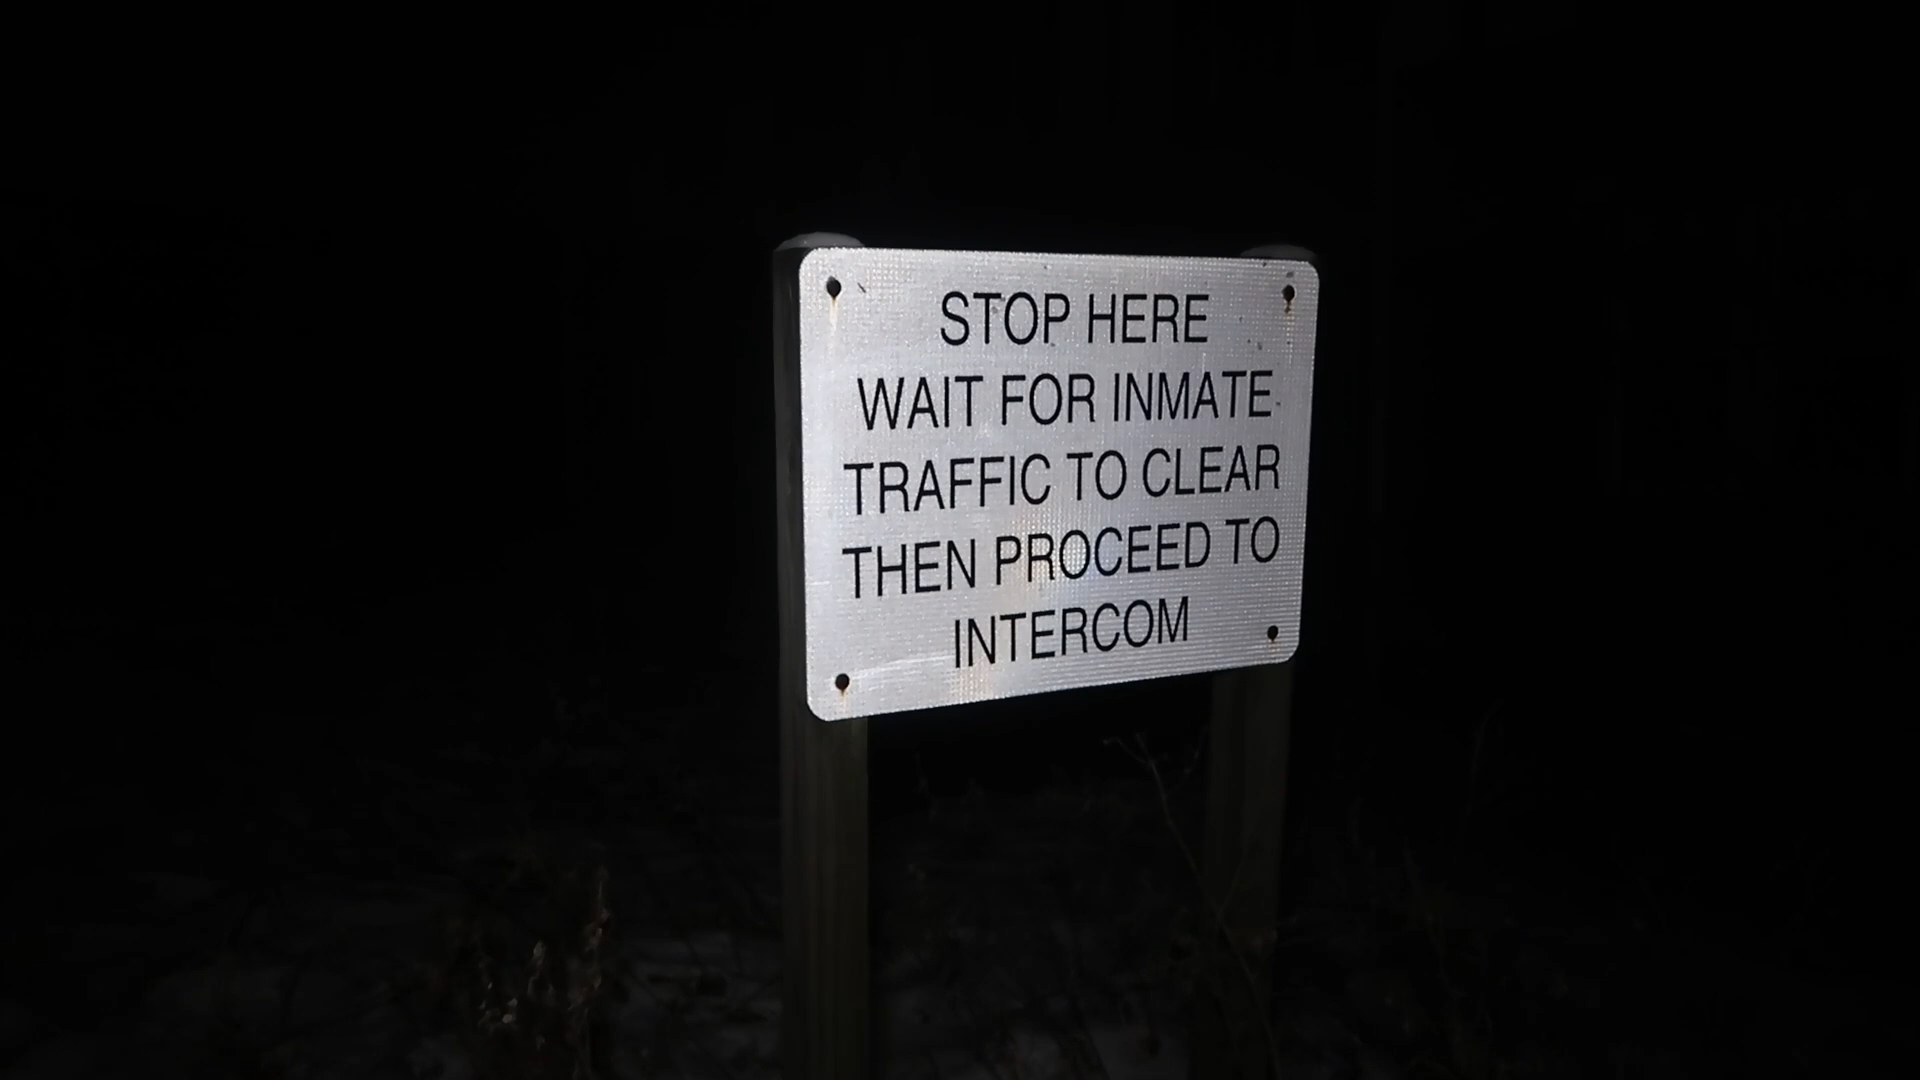 STOP HERE
WAIT FOR INMATE
TRAFFIC TO CLEAR
THEN PROCEED TO
INTERCOM